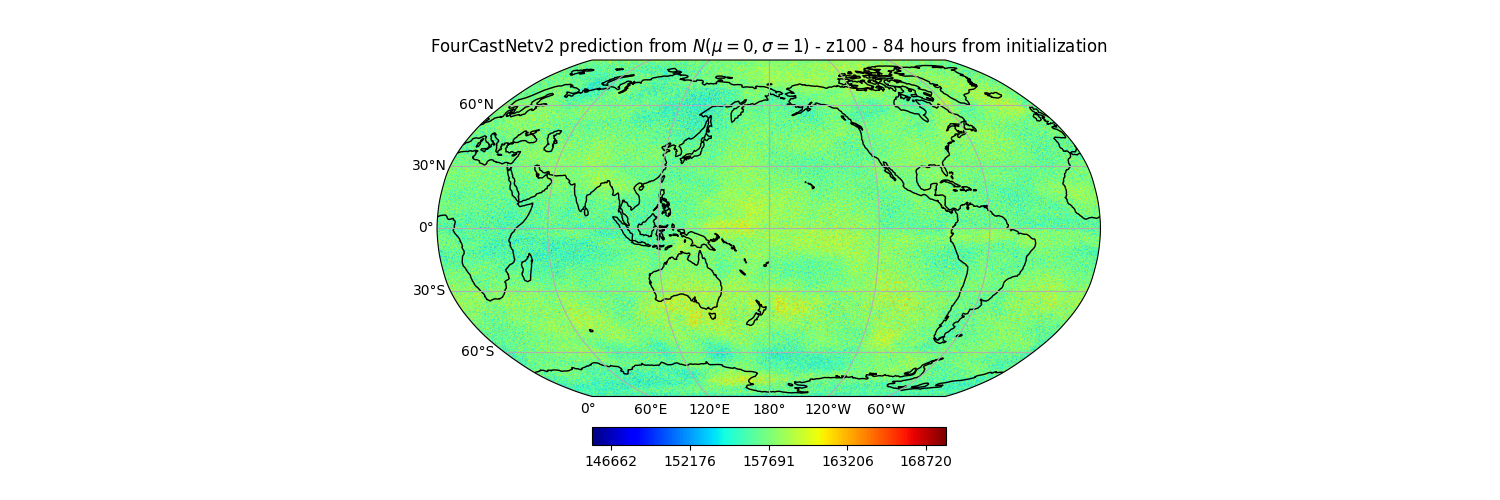 FourCastNetv2 prediction from N(μ = 0, σ = 1) - z100 - 84 hours from initialization
60°N
30°N
0°
30°S
60°S
0° 60°E 120°E 180° 120°W 60°W
146662 152176 157691 163206 168720